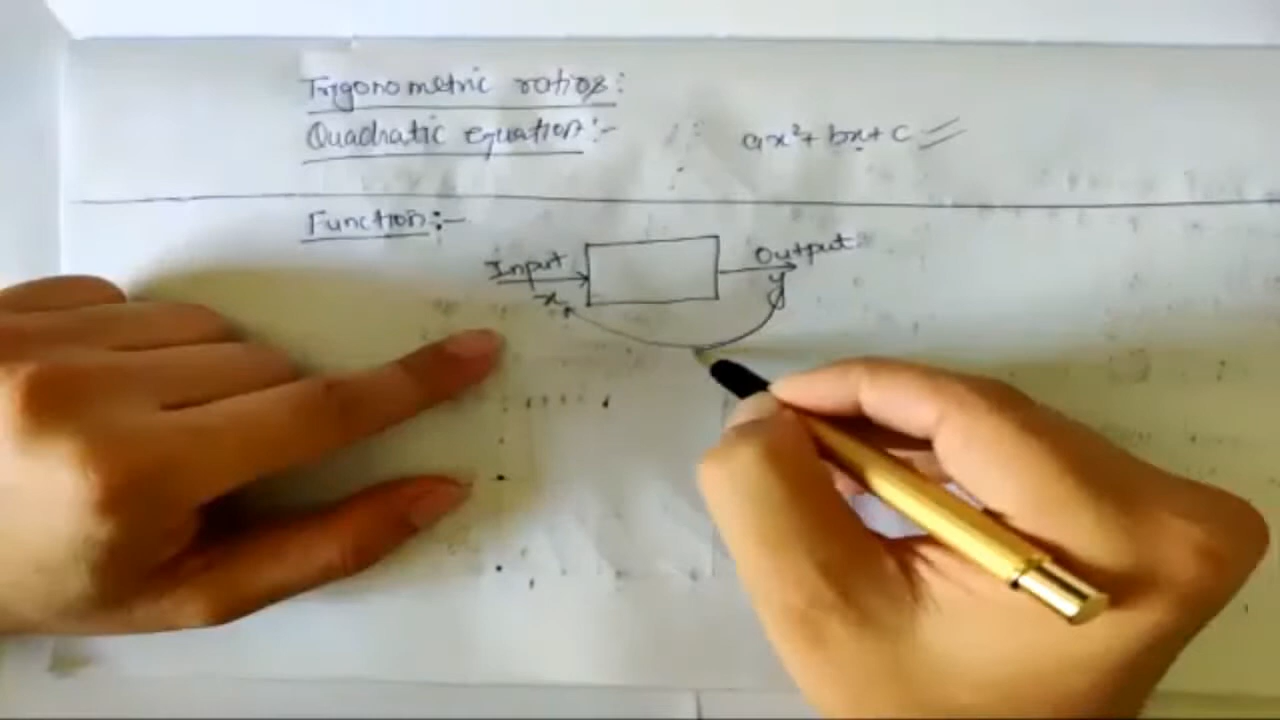 Trigonometric ratios:
Quadratic equation:- ax²+bx+c
Function:-
Input Output
x y